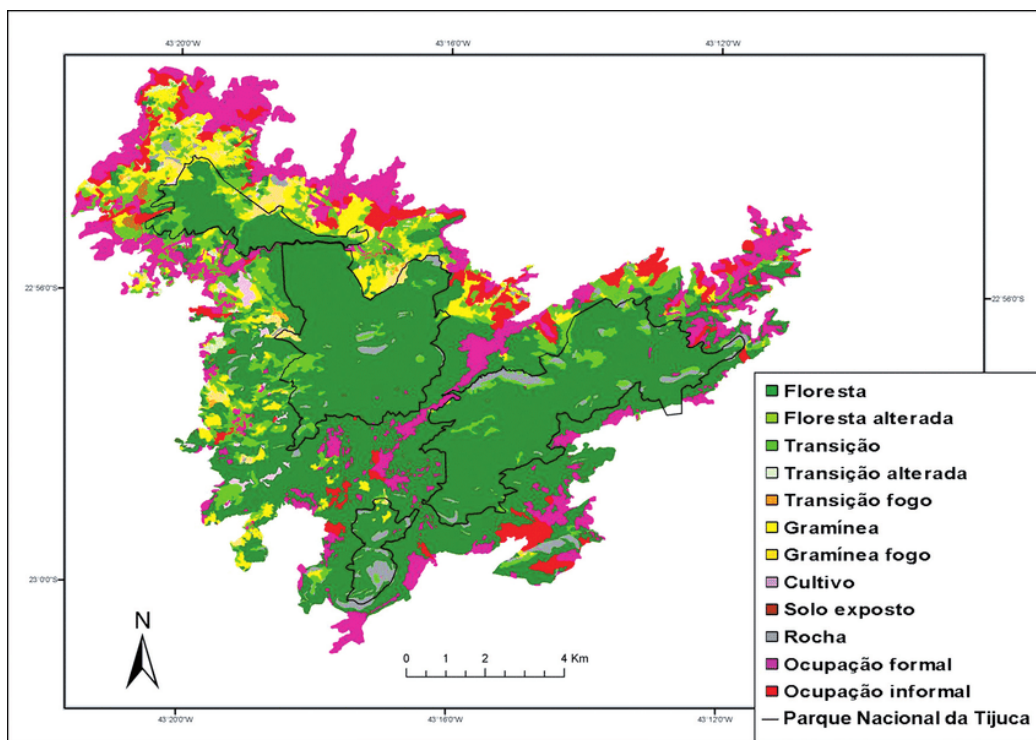 43°20'0"W 43°16'0"W 43°12'0"W
22°56'0"S
22°56'0"S
23°0'0"S
N
0 1 2 4 Km
43°20'0"W 43°16'0"W 43°12'0"W
Floresta
Floresta alterada
Transição
Transição alterada
Transição fogo
Gramínea
Gramínea fogo
Cultivo
Solo exposto
Rocha
Ocupação formal
Ocupação informal
Parque Nacional da Tijuca